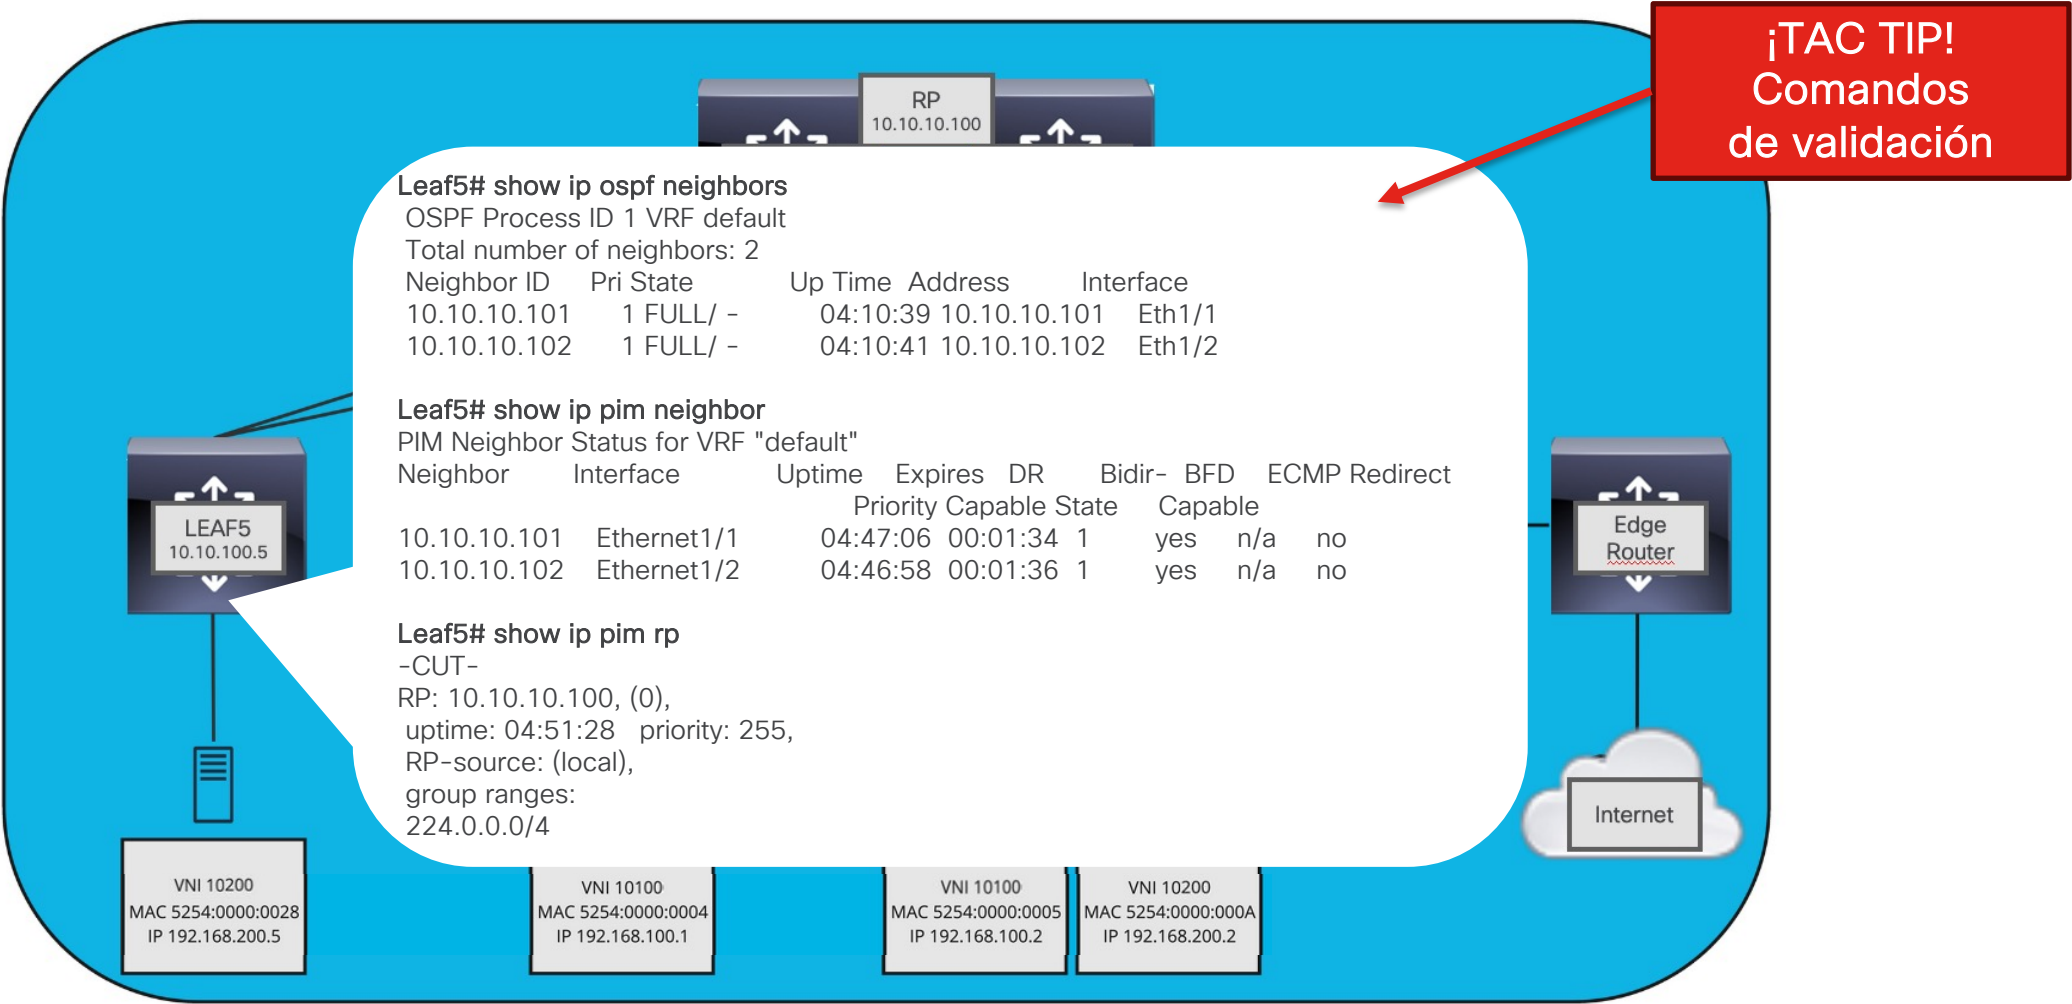 ¡TAC TIP!
Comandos
de validación
RP
10.10.10.100
Leaf5# show ip ospf neighbors
OSPF Process ID 1 VRF default
Total number of neighbors: 2
Neighbor ID Pri State Up Time Address Interface
10.10.10.101 1 FULL/ - 04:10:39 10.10.10.101 Eth1/1
10.10.10.102 1 FULL/ - 04:10:41 10.10.10.102 Eth1/2
Leaf5# show ip pim neighbor
PIM Neighbor Status for VRF "default"
Neighbor Interface Uptime Expires DR Bidir- BFD ECMP Redirect
Priority Capable State Capable
10.10.10.101 Ethernet1/1 04:47:06 00:01:34 1 yes n/a no
10.10.10.102 Ethernet1/2 04:46:58 00:01:36 1 yes n/a no
Leaf5# show ip pim rp
-CUT-
RP: 10.10.10.100, (0),
uptime: 04:51:28 priority: 255,
RP-source: (local),
group ranges:
224.0.0.0/4
LEAF5
10.10.100.5
Edge
Router
Internet
VNI 10200
MAC 5254:0000:0028
IP 192.168.200.5
VNI 10100
MAC 5254:0000:0004
IP 192.168.100.1
VNI 10100
MAC 5254:0000:0005
IP 192.168.100.2
VNI 10200
MAC 5254:0000:000A
IP 192.168.200.2